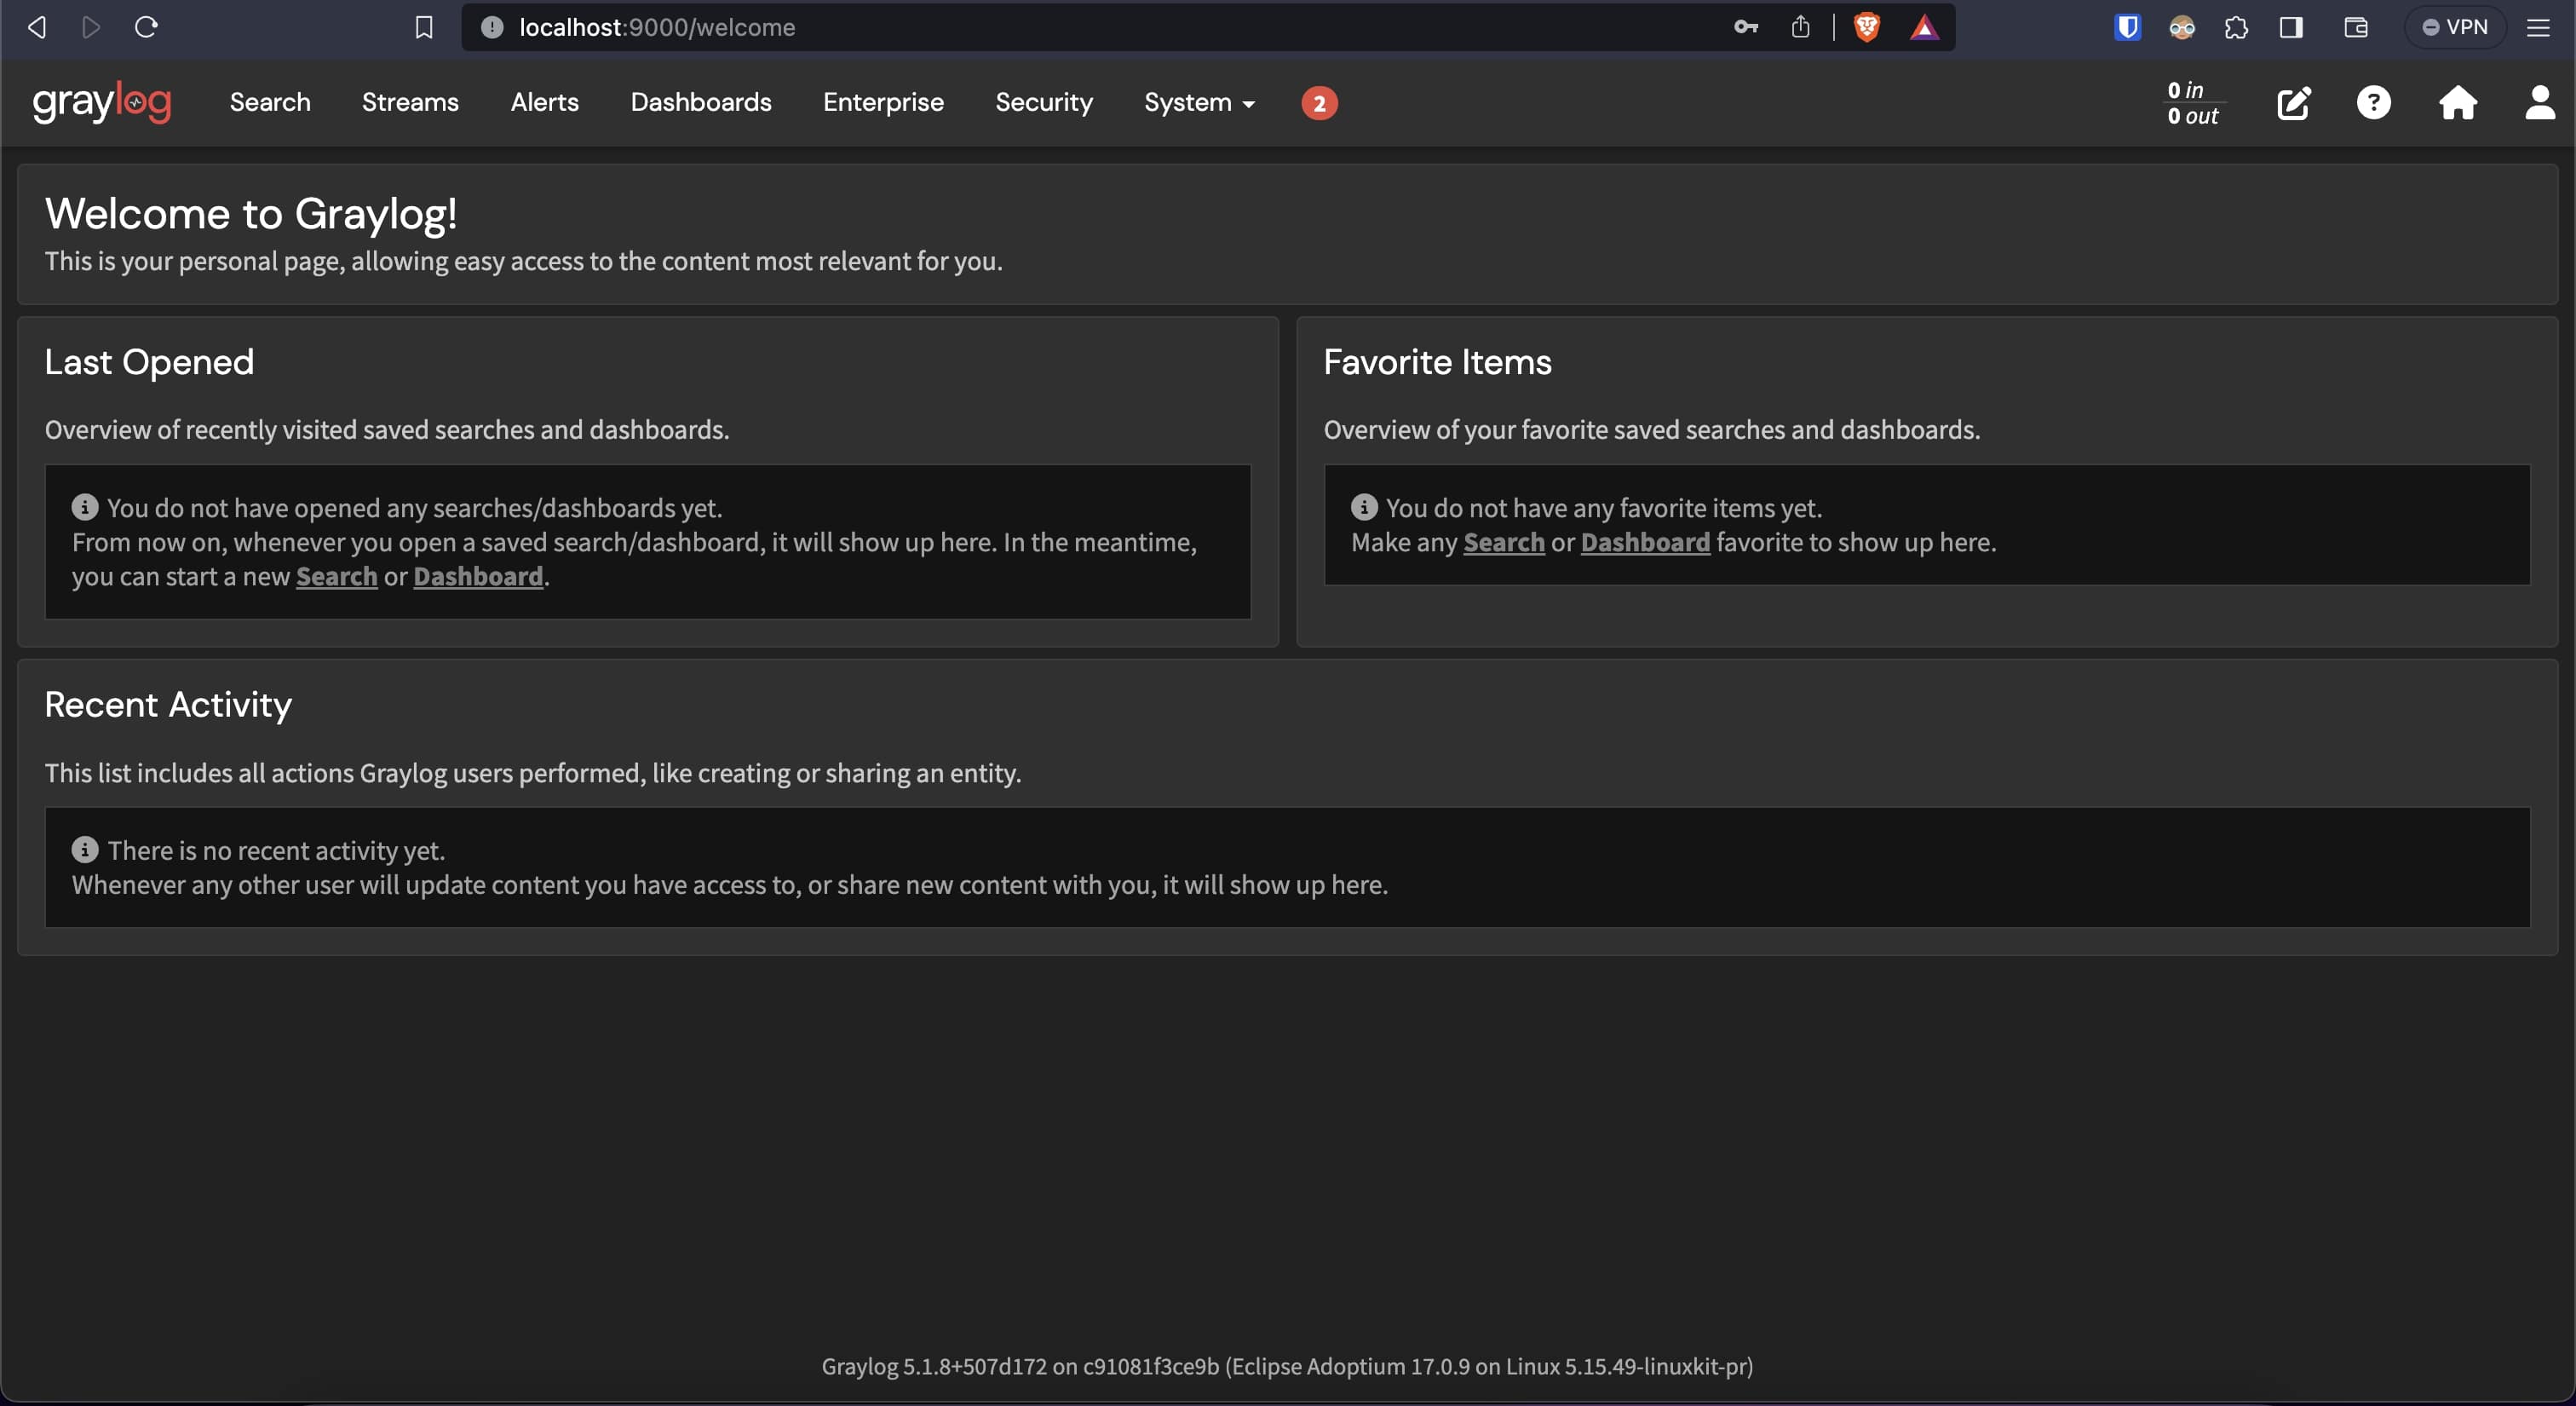 localhost:9000/welcome
VPN
graylog
Search
Streams
Alerts
Dashboards
Enterprise
Security
System
2
0 in
0 out
Welcome to Graylog!
This is your personal page, allowing easy access to the content most relevant for you.
Last Opened
Overview of recently visited saved searches and dashboards.
You do not have opened any searches/dashboards yet.
From now on, whenever you open a saved search/dashboard, it will show up here. In the meantime,
you can start a new Search or Dashboard.
Favorite Items
Overview of your favorite saved searches and dashboards.
You do not have any favorite items yet.
Make any Search or Dashboard favorite to show up here.
Recent Activity
This list includes all actions Graylog users performed, like creating or sharing an entity.
There is no recent activity yet.
Whenever any other user will update content you have access to, or share new content with you, it will show up here.
Graylog 5.1.8+507d172 on c91081f3ce9b (Eclipse Adoptium 17.0.9 on Linux 5.15.49-linuxkit-pr)